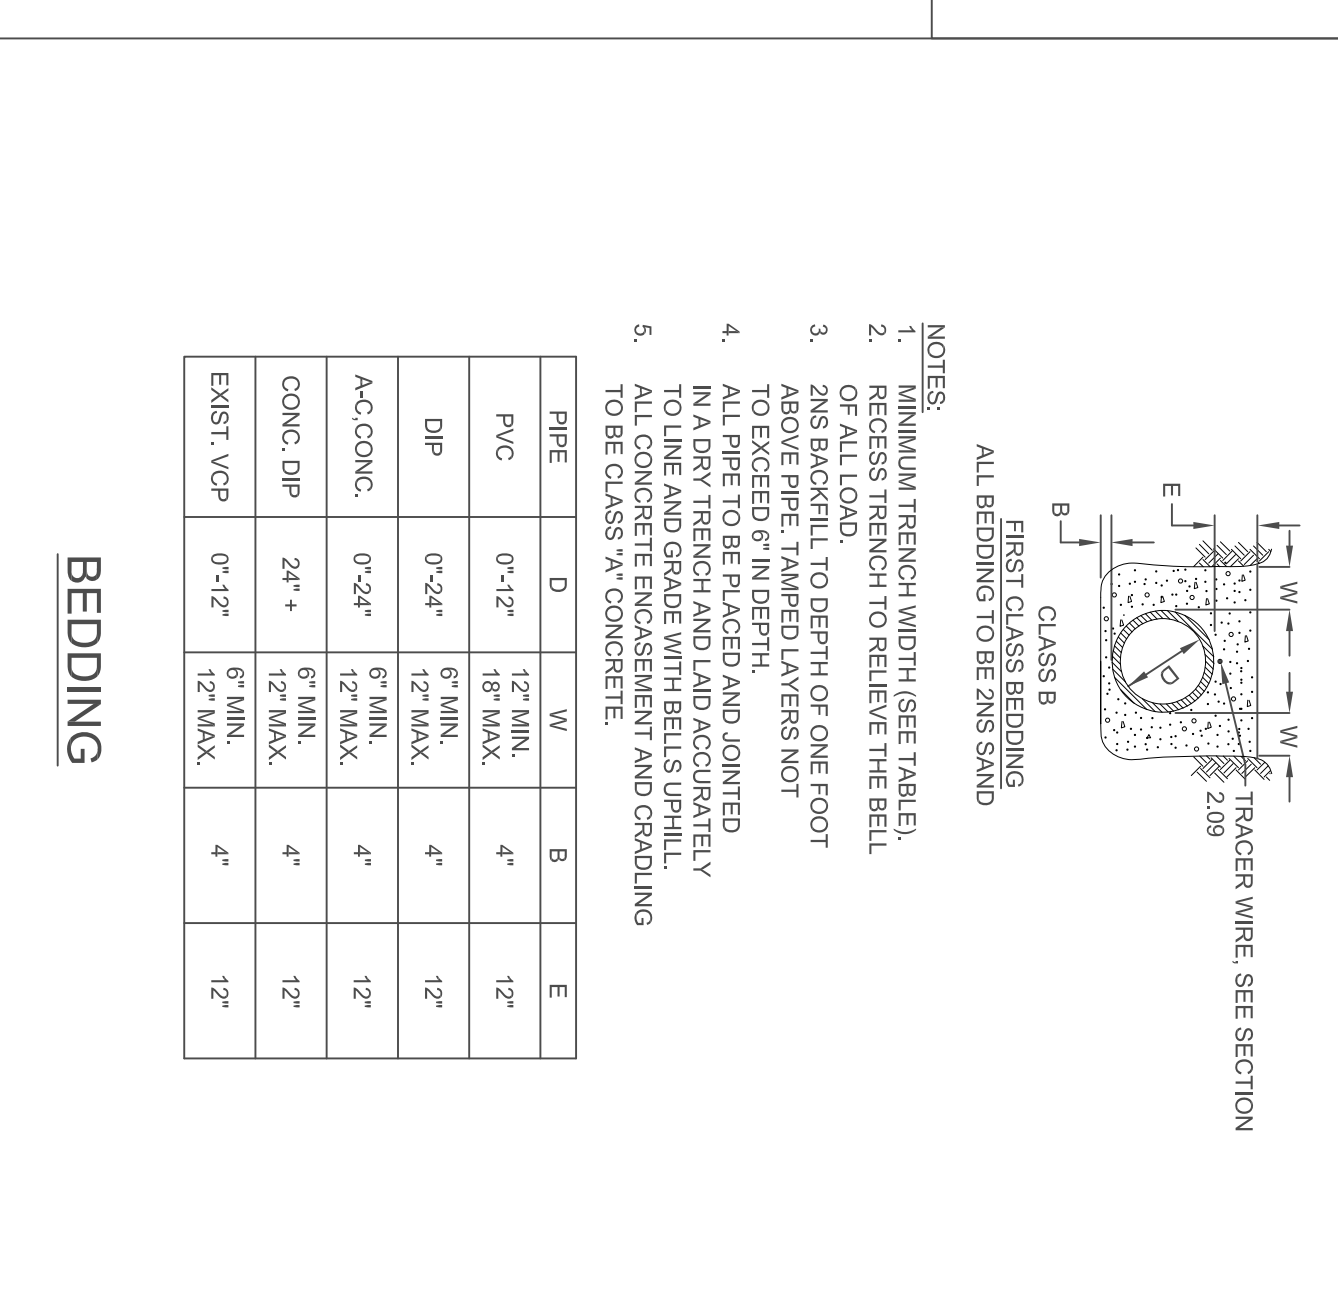 W
W
E
D
B
TRACER WIRE, SEE SECTION
2.09
CLASS B
FIRST CLASS BEDDING
ALL BEDDING TO BE 2NS SAND
NOTES:
1. MINIMUM TRENCH WIDTH (SEE TABLE).
2. RECESS TRENCH TO RELIEVE THE BELL
OF ALL LOAD.
3. 2NS BACKFILL TO DEPTH OF ONE FOOT
ABOVE PIPE. TAMPED LAYERS NOT
TO EXCEED 6" IN DEPTH.
4. ALL PIPE TO BE PLACED AND JOINTED
IN A DRY TRENCH AND LAID ACCURATELY
TO LINE AND GRADE WITH BELLS UPHILL.
5. ALL CONCRETE ENCASEMENT AND CRADLING
TO BE CLASS "A" CONCRETE.
PIPE D W B E
PVC 0"-12" 12" MIN. 18" MAX. 4" 12"
DIP 0"-24" 6" MIN. 12" MAX. 4" 12"
A-C,CONC. 0"-24" 6" MIN. 12" MAX. 4" 12"
CONC. DIP 24" + 6" MIN. 12" MAX. 4" 12"
EXIST. VCP 0"-12" 6" MIN. 12" MAX. 4" 12"
BEDDING